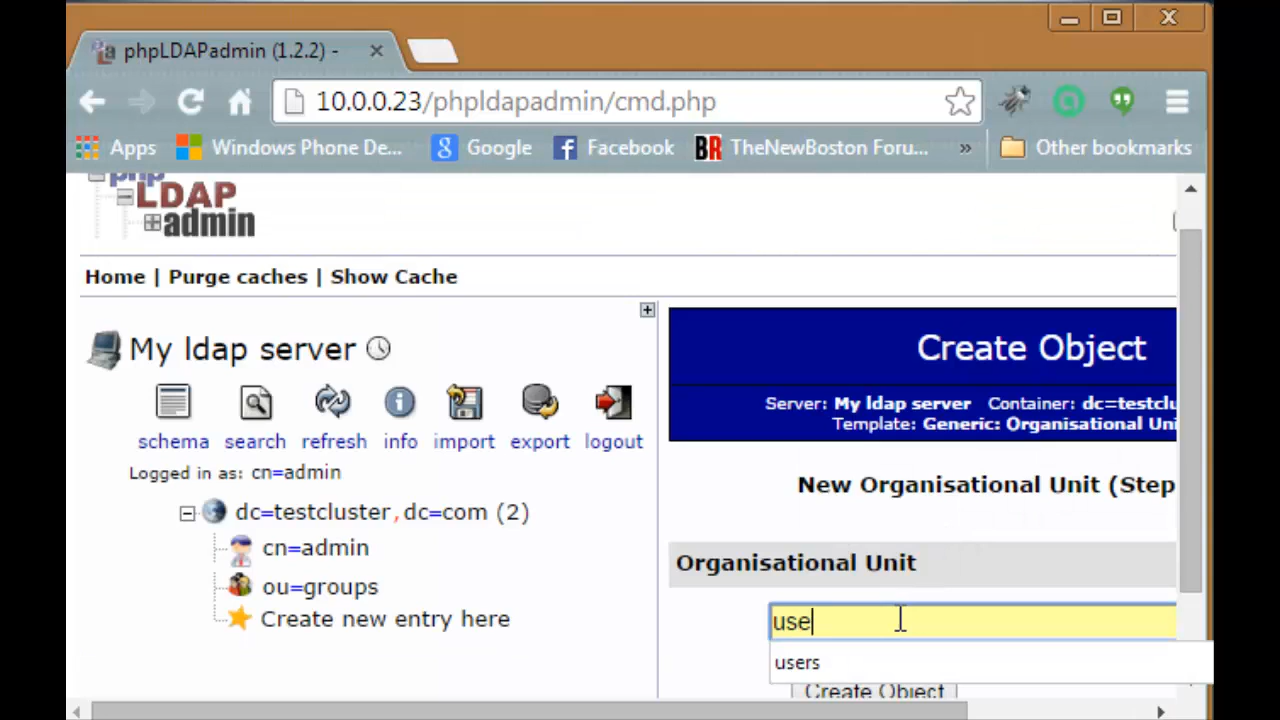 phpLDAPadmin (1.2.2) -
10.0.0.23/phpldapadmin/cmd.php
Apps Windows Phone De... Google Facebook TheNewBoston Foru... » Other bookmarks
php
LDAP
admin
Home | Purge caches | Show Cache
My ldap server
schema search refresh info import export logout
Logged in as: cn=admin
dc=testcluster,dc=com (2)
cn=admin
ou=groups
Create new entry here
Create Object
Server: My ldap server Container: dc=testclu
Template: Generic: Organisational Uni
New Organisational Unit (Step
Organisational Unit
use
users
Create Object